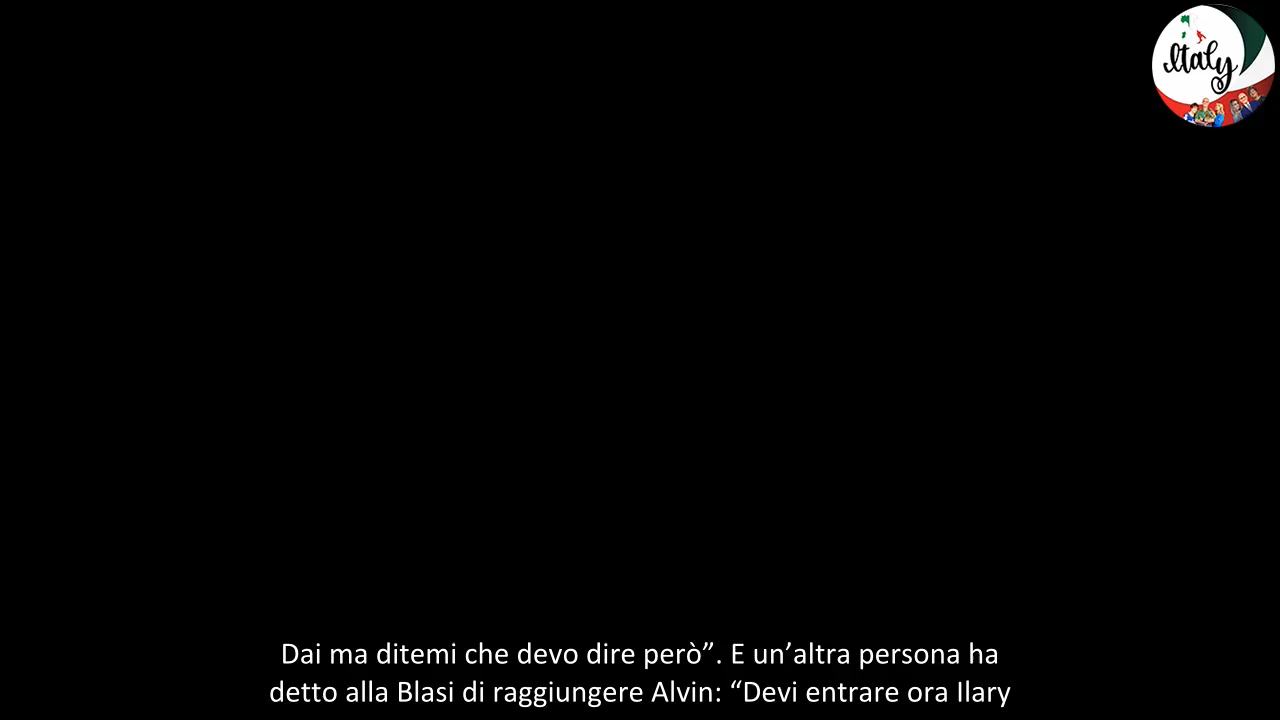 Italy
Dai ma ditemi che devo dire però”. E un’altra persona ha
detto alla Blasi di raggiungere Alvin: “Devi entrare ora Ilary